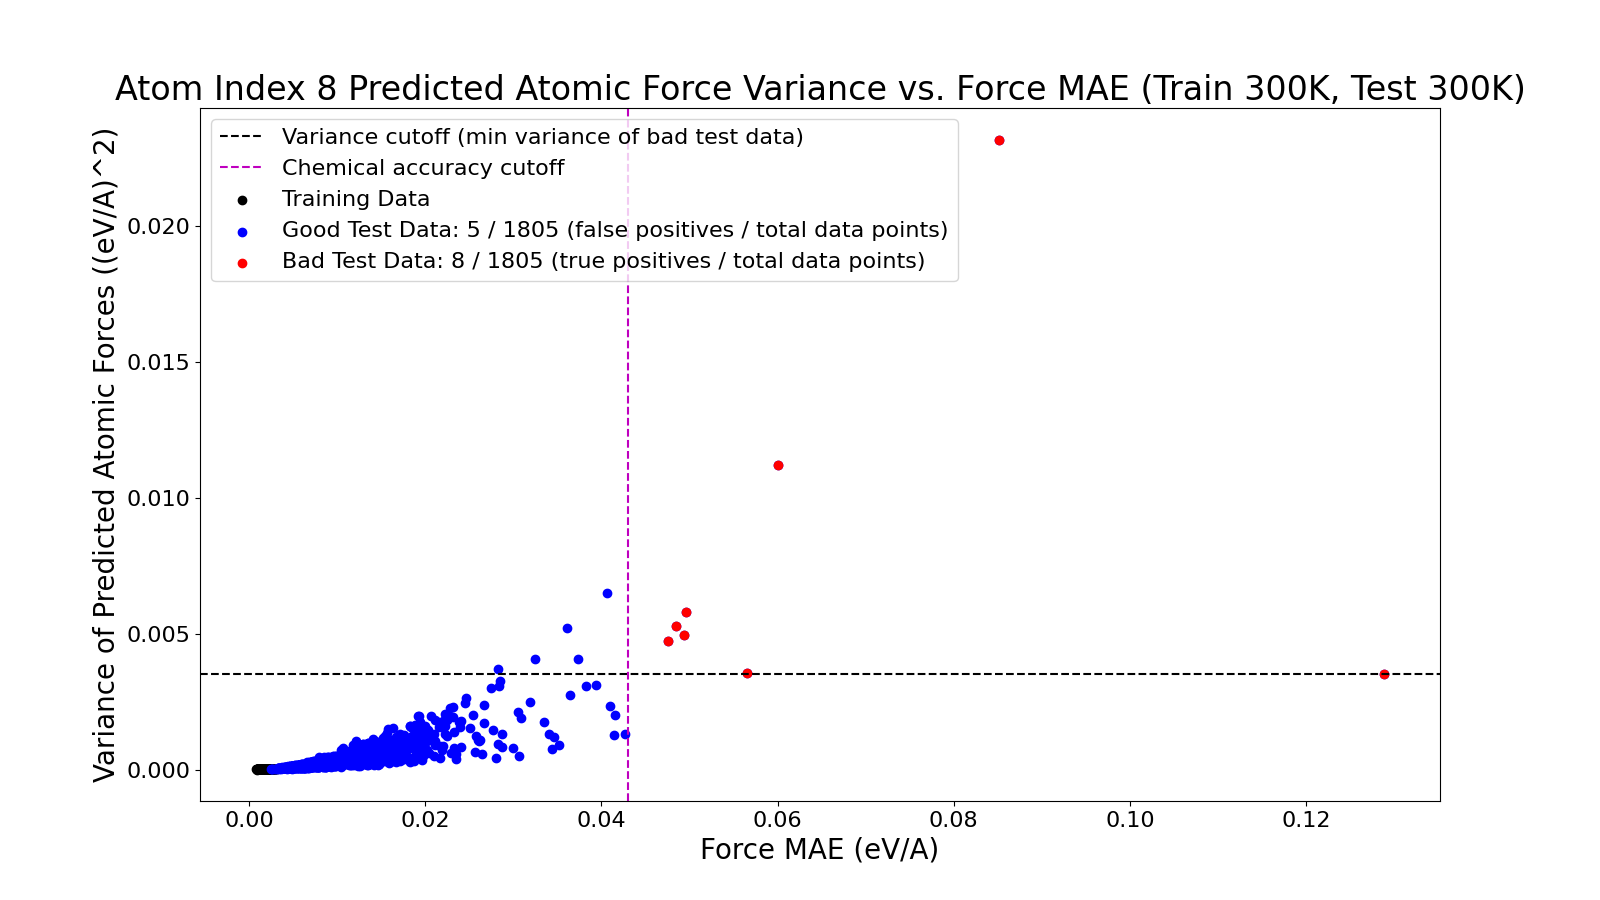 Atom Index 8 Predicted Atomic Force Variance vs. Force MAE (Train 300K, Test 300K)
Variance cutoff (min variance of bad test data)
Chemical accuracy cutoff
Training Data
Good Test Data: 5 / 1805 (false positives / total data points)
Bad Test Data: 8 / 1805 (true positives / total data points)
Variance of Predicted Atomic Forces ((eV/A)^2)
0.020
0.015
0.010
0.005
0.000
0.00 0.02 0.04 0.06 0.08 0.10 0.12
Force MAE (eV/A)